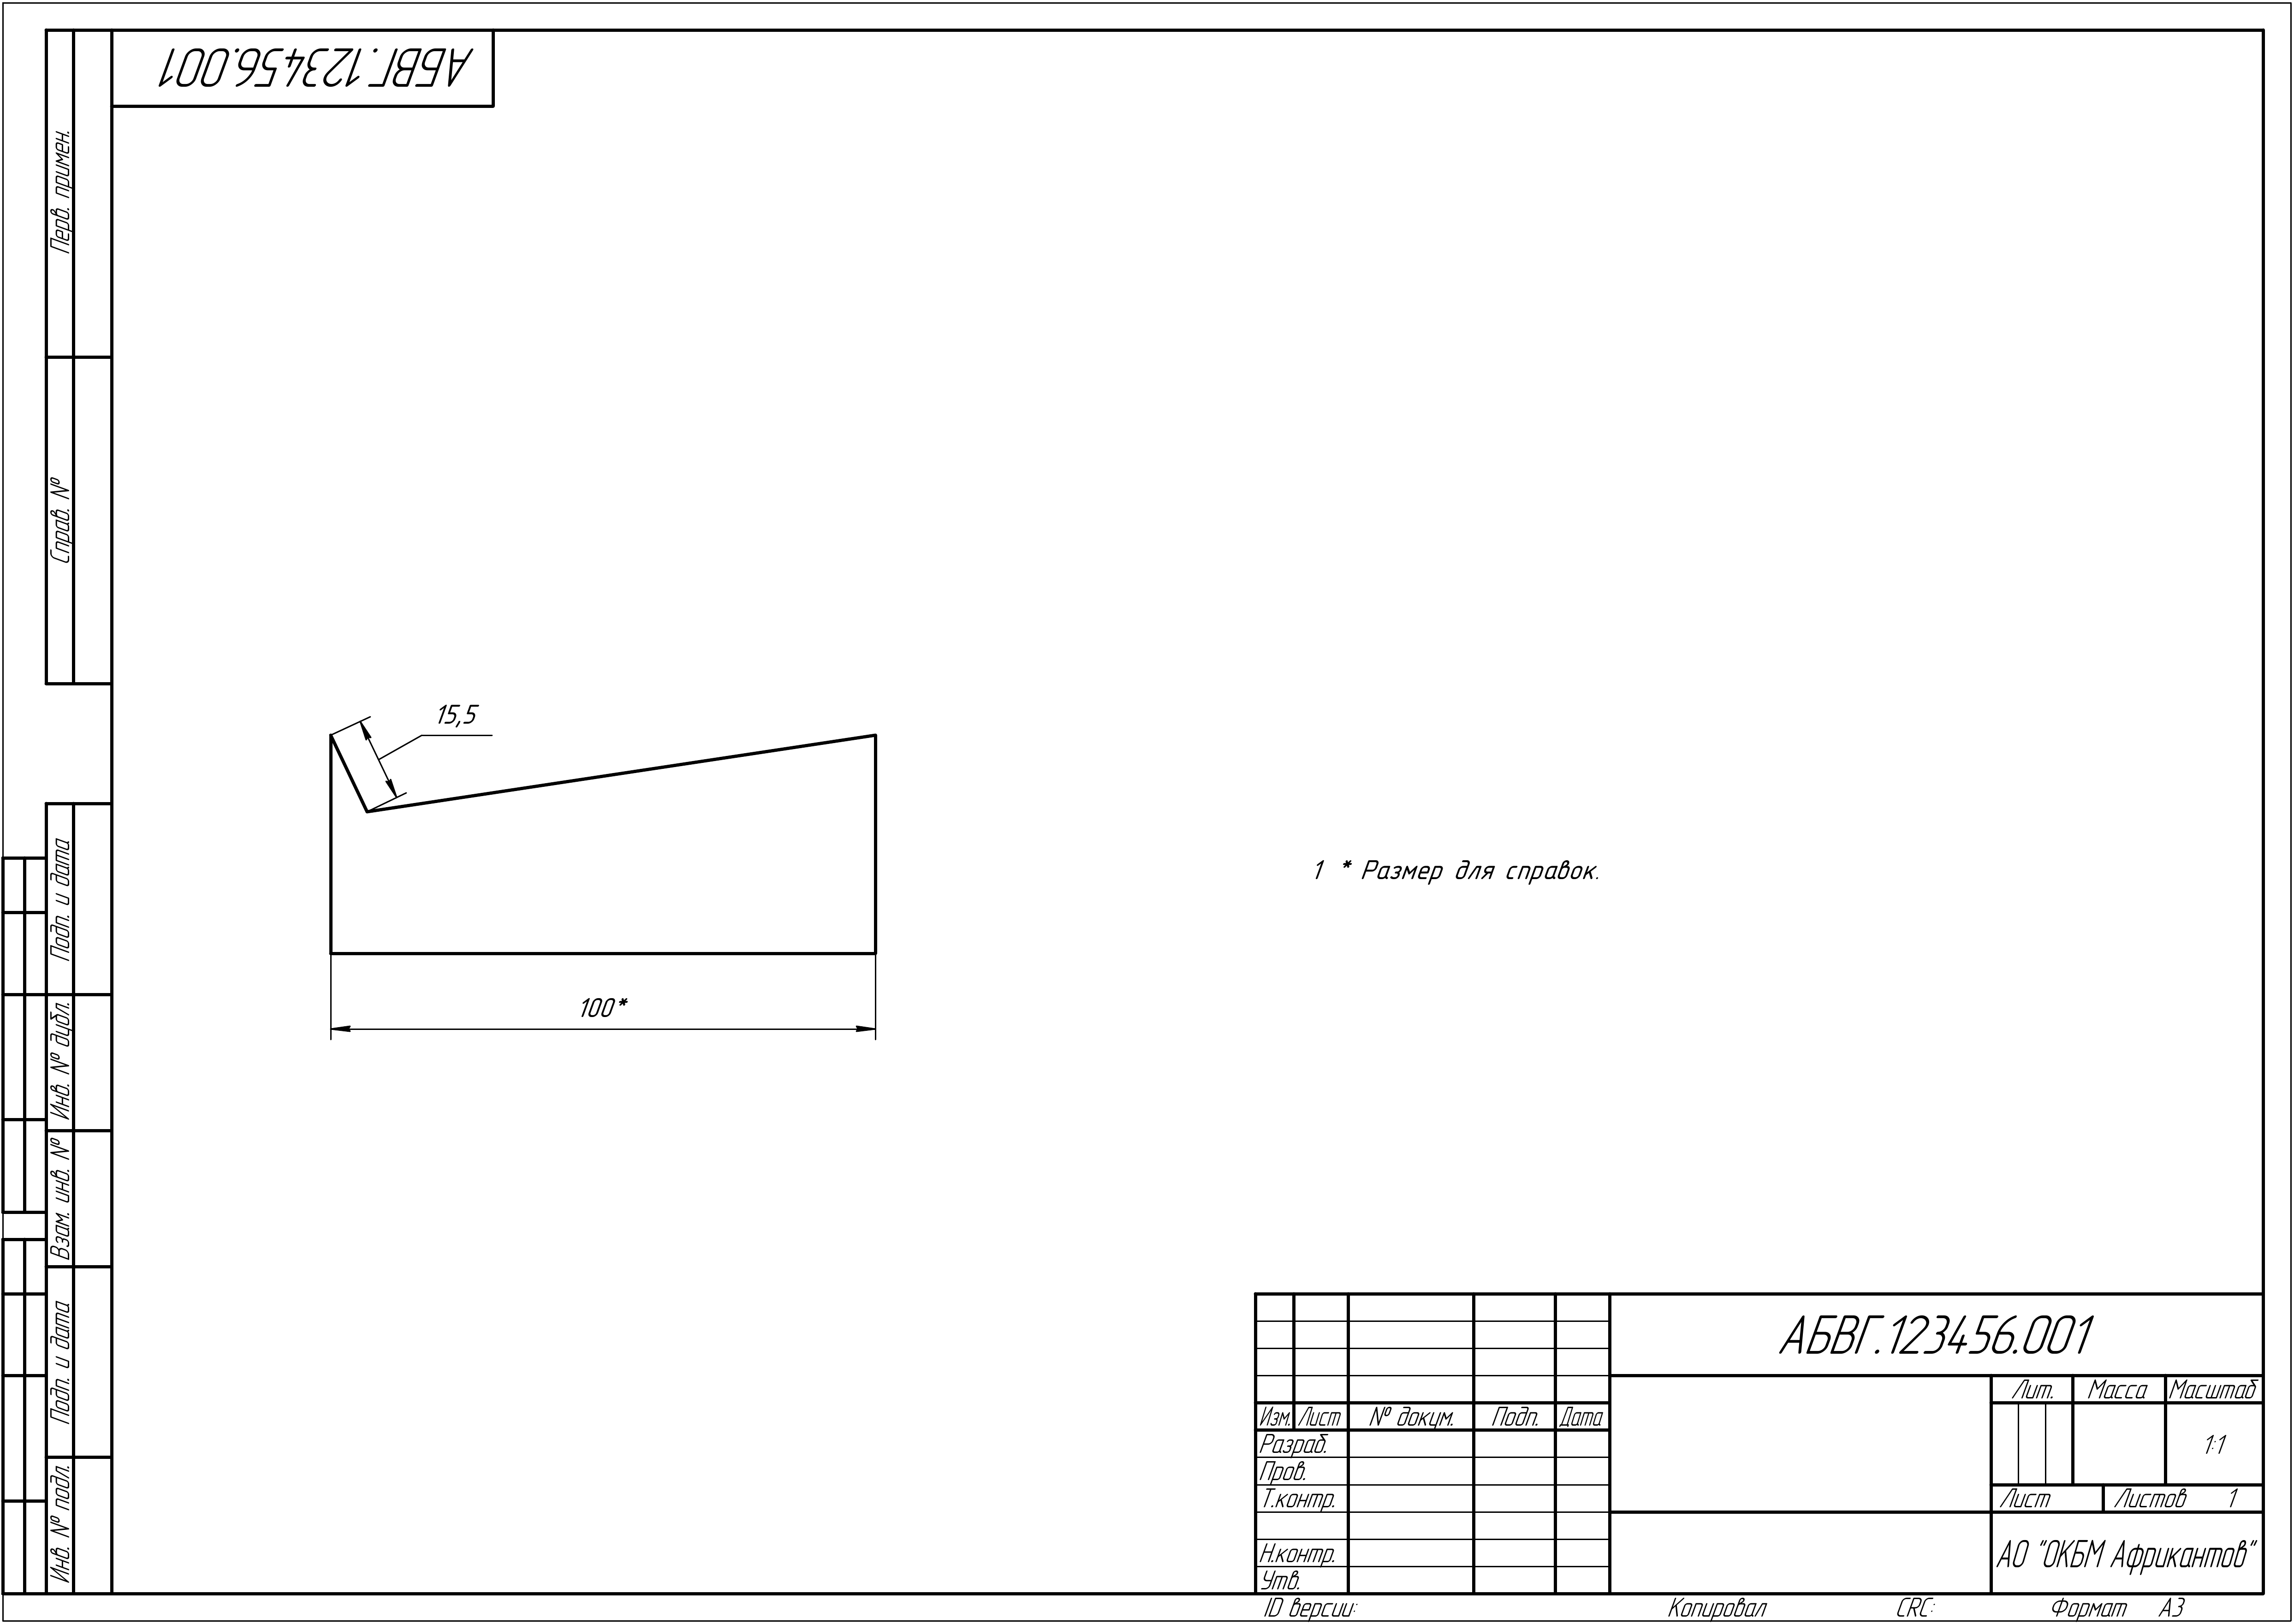 АБВГ.123456.001
Перв. примен.
Справ. №
15,5
1 * Размер для справок.
100*
Подп. и дата
Инв. № дубл.
Взам. инв. №
Подп. и дата
Инв. № подл.
АБВГ.123456.001
Лит. Масса Масштаб
Изм. Лист № докум. Подп. Дата
Разраб.
1:1
Пров.
Т.контр.
Лист Листов 1
Н.контр.
АО "ОКБМ Африкантов"
Утв.
ID версии: Копировал CRC: Формат А3